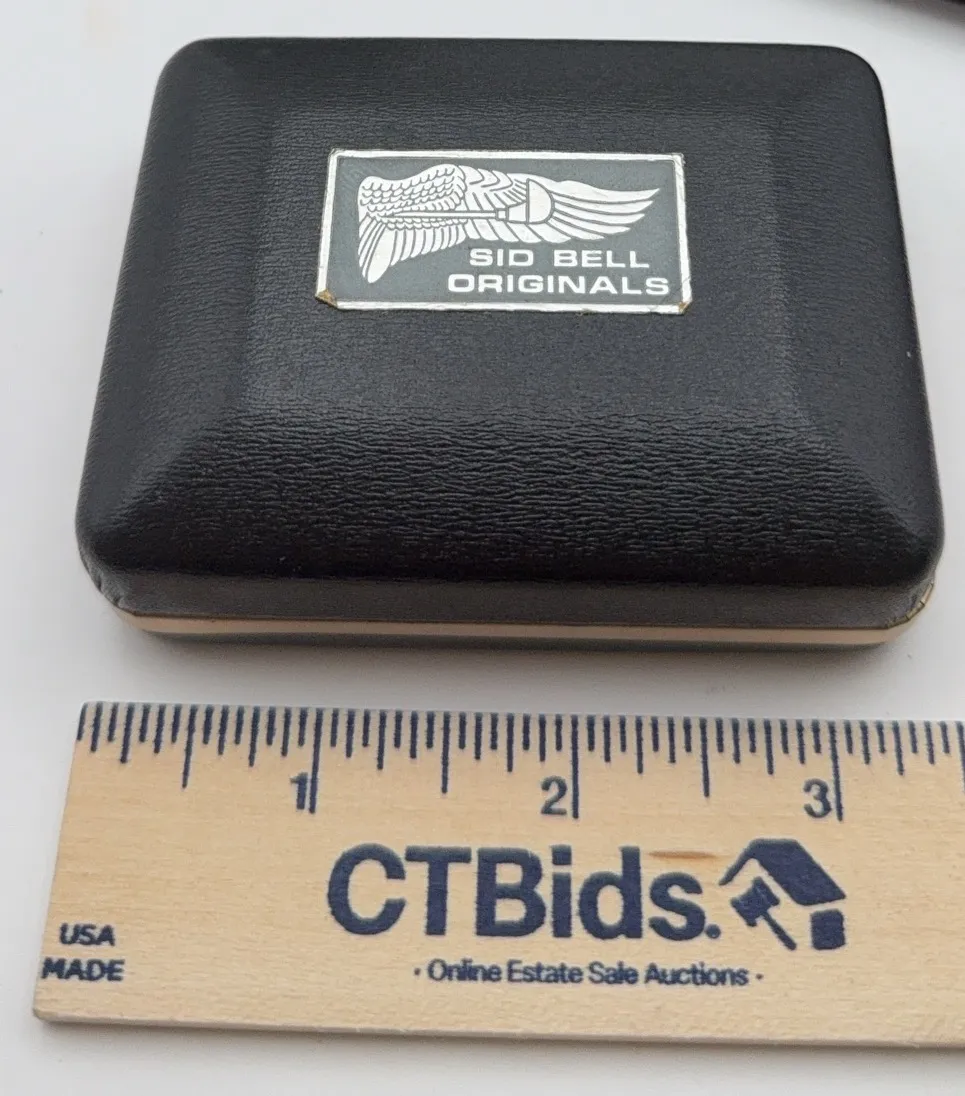 SID BELL
ORIGINALS
1 2 3
CTBids.
USA
MADE
· Online Estate Sale Auctions ·